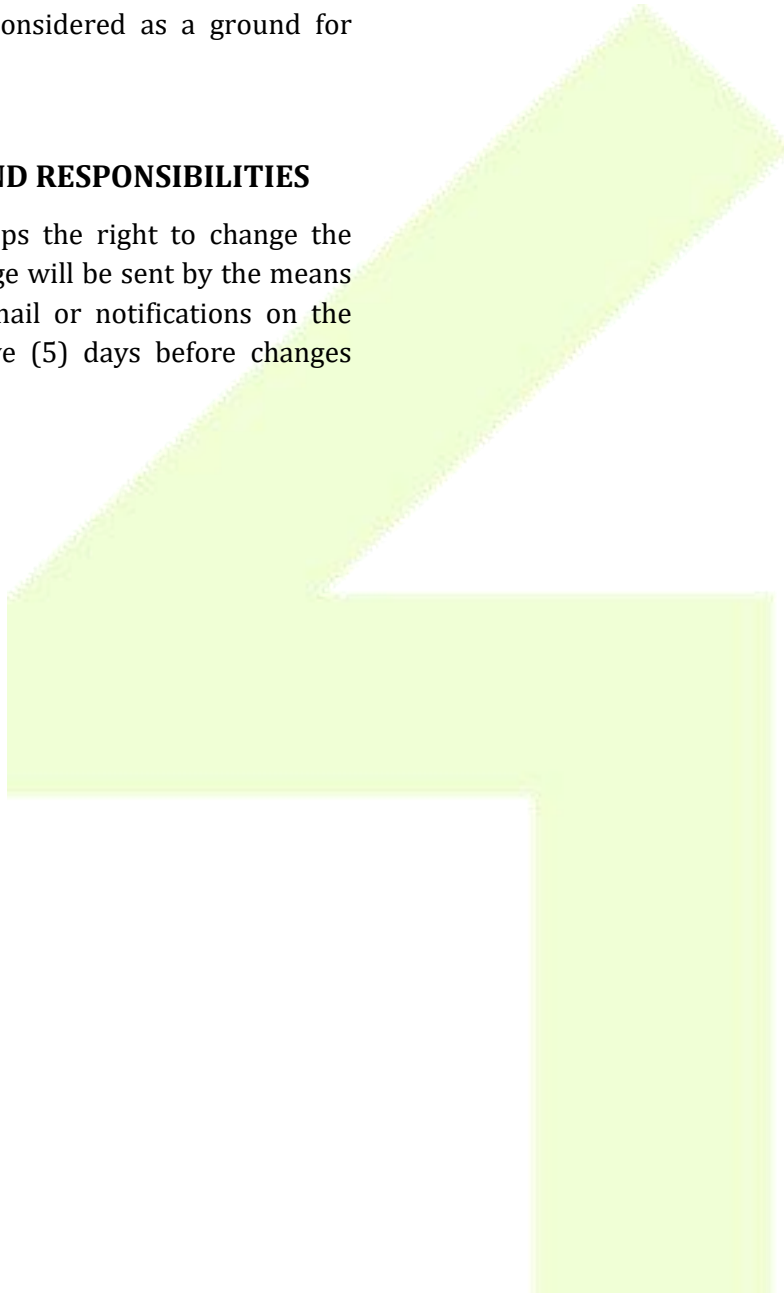 onsidered as a ground for
ND RESPONSIBILITIES
ps the right to change the
ge will be sent by the means
nail or notifications on the
ve (5) days before changes